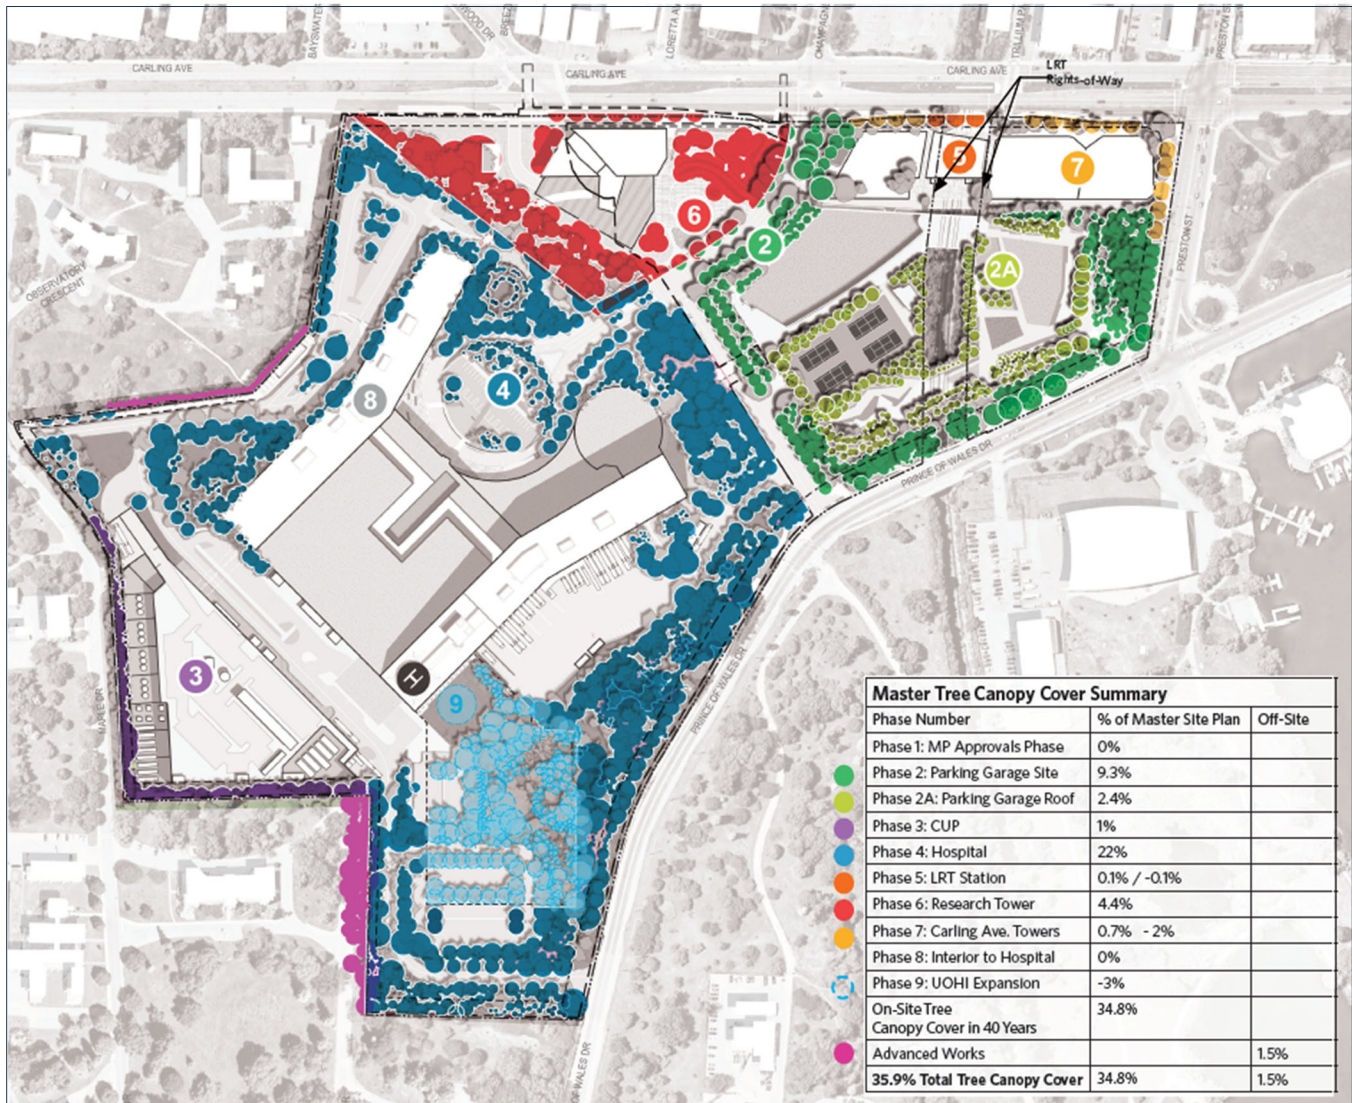 BAYSWATER
BREEZ
LORETTA AV
CHAMPAGNE
PRESTON ST
CARLING AVE
CARLING AVE
CARLING AVE
LRT
Rights-of-Way
5
7
6
2
2A
OBSERVATORY
CRESCENT
PRESTON ST
4
8
PRINCE OF WALES DR
3
H
9
MAPLE DR
PRINCE OF WALES DR
OF WALES DR
Master Tree Canopy Cover Summary
Phase Number % of Master Site Plan Off-Site
Phase 1: MP Approvals Phase 0%
Phase 2: Parking Garage Site 9.3%
Phase 2A: Parking Garage Roof 2.4%
Phase 3: CUP 1%
Phase 4: Hospital 22%
Phase 5: LRT Station 0.1% / -0.1%
Phase 6: Research Tower 4.4%
Phase 7: Carling Ave. Towers 0.7% - 2%
Phase 8: Interior to Hospital 0%
Phase 9: UOHI Expansion -3%
On-Site Tree 34.8%
Canopy Cover in 40 Years
Advanced Works 1.5%
35.9% Total Tree Canopy Cover 34.8% 1.5%